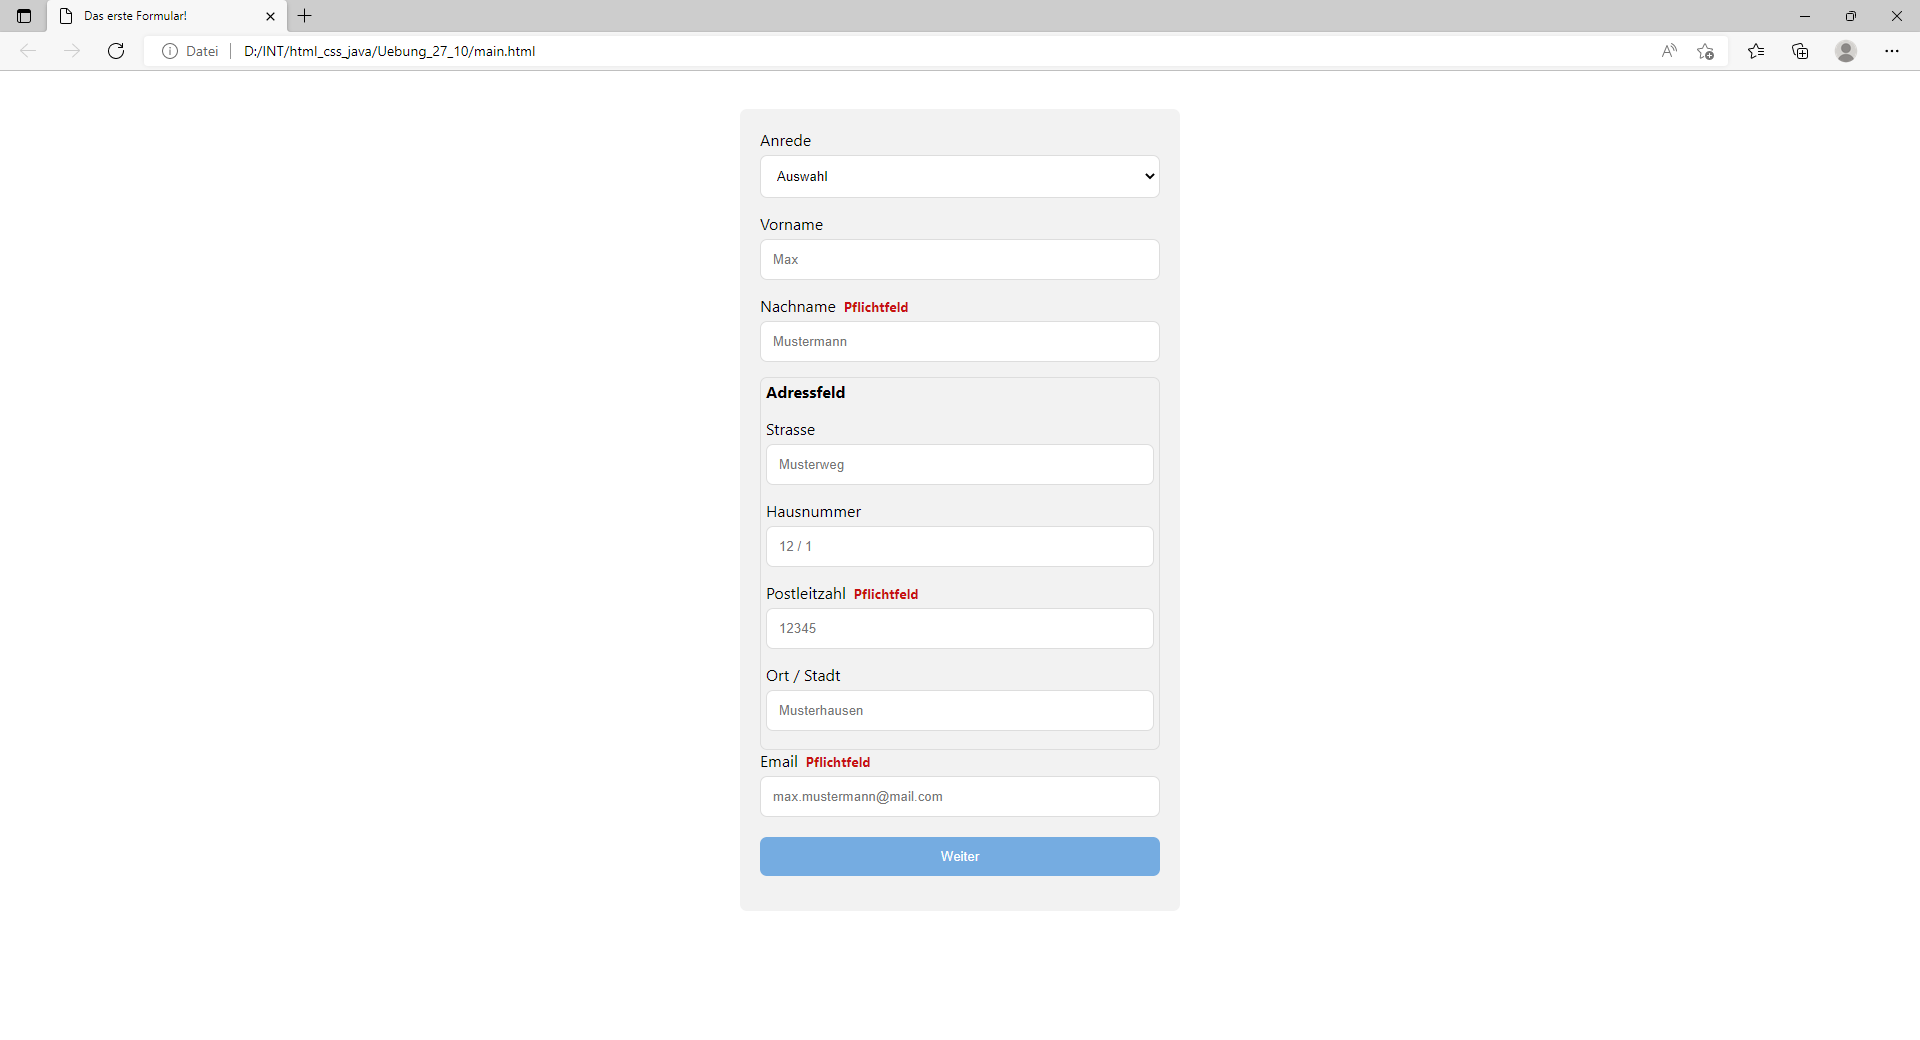 Das erste Formular!
Datei D:/INT/html_css_java/Uebung_27_10/main.html
Anrede
Auswahl
Vorname
Max
Nachname Pflichtfeld
Mustermann
Adressfeld
Strasse
Musterweg
Hausnummer
12 / 1
Postleitzahl Pflichtfeld
12345
Ort / Stadt
Musterhausen
Email Pflichtfeld
max.mustermann@mail.com
Weiter